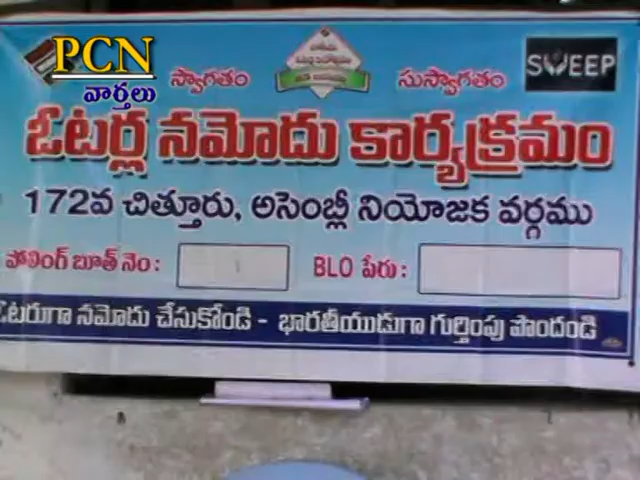 PCN
వార్తలు
స్వాగతం
సుస్వాగతం
SWEEP
ఓటర్ల నమోదు కార్యక్రమం
172వ చిత్తూరు, అసెంబ్లీ నియోజక వర్గము
పోలింగ్ బూత్ నెం:
BLO పేరు:
ఓటరుగా నమోదు చేసుకోండి - భారతీయుడుగా గుర్తింపు పొందండి